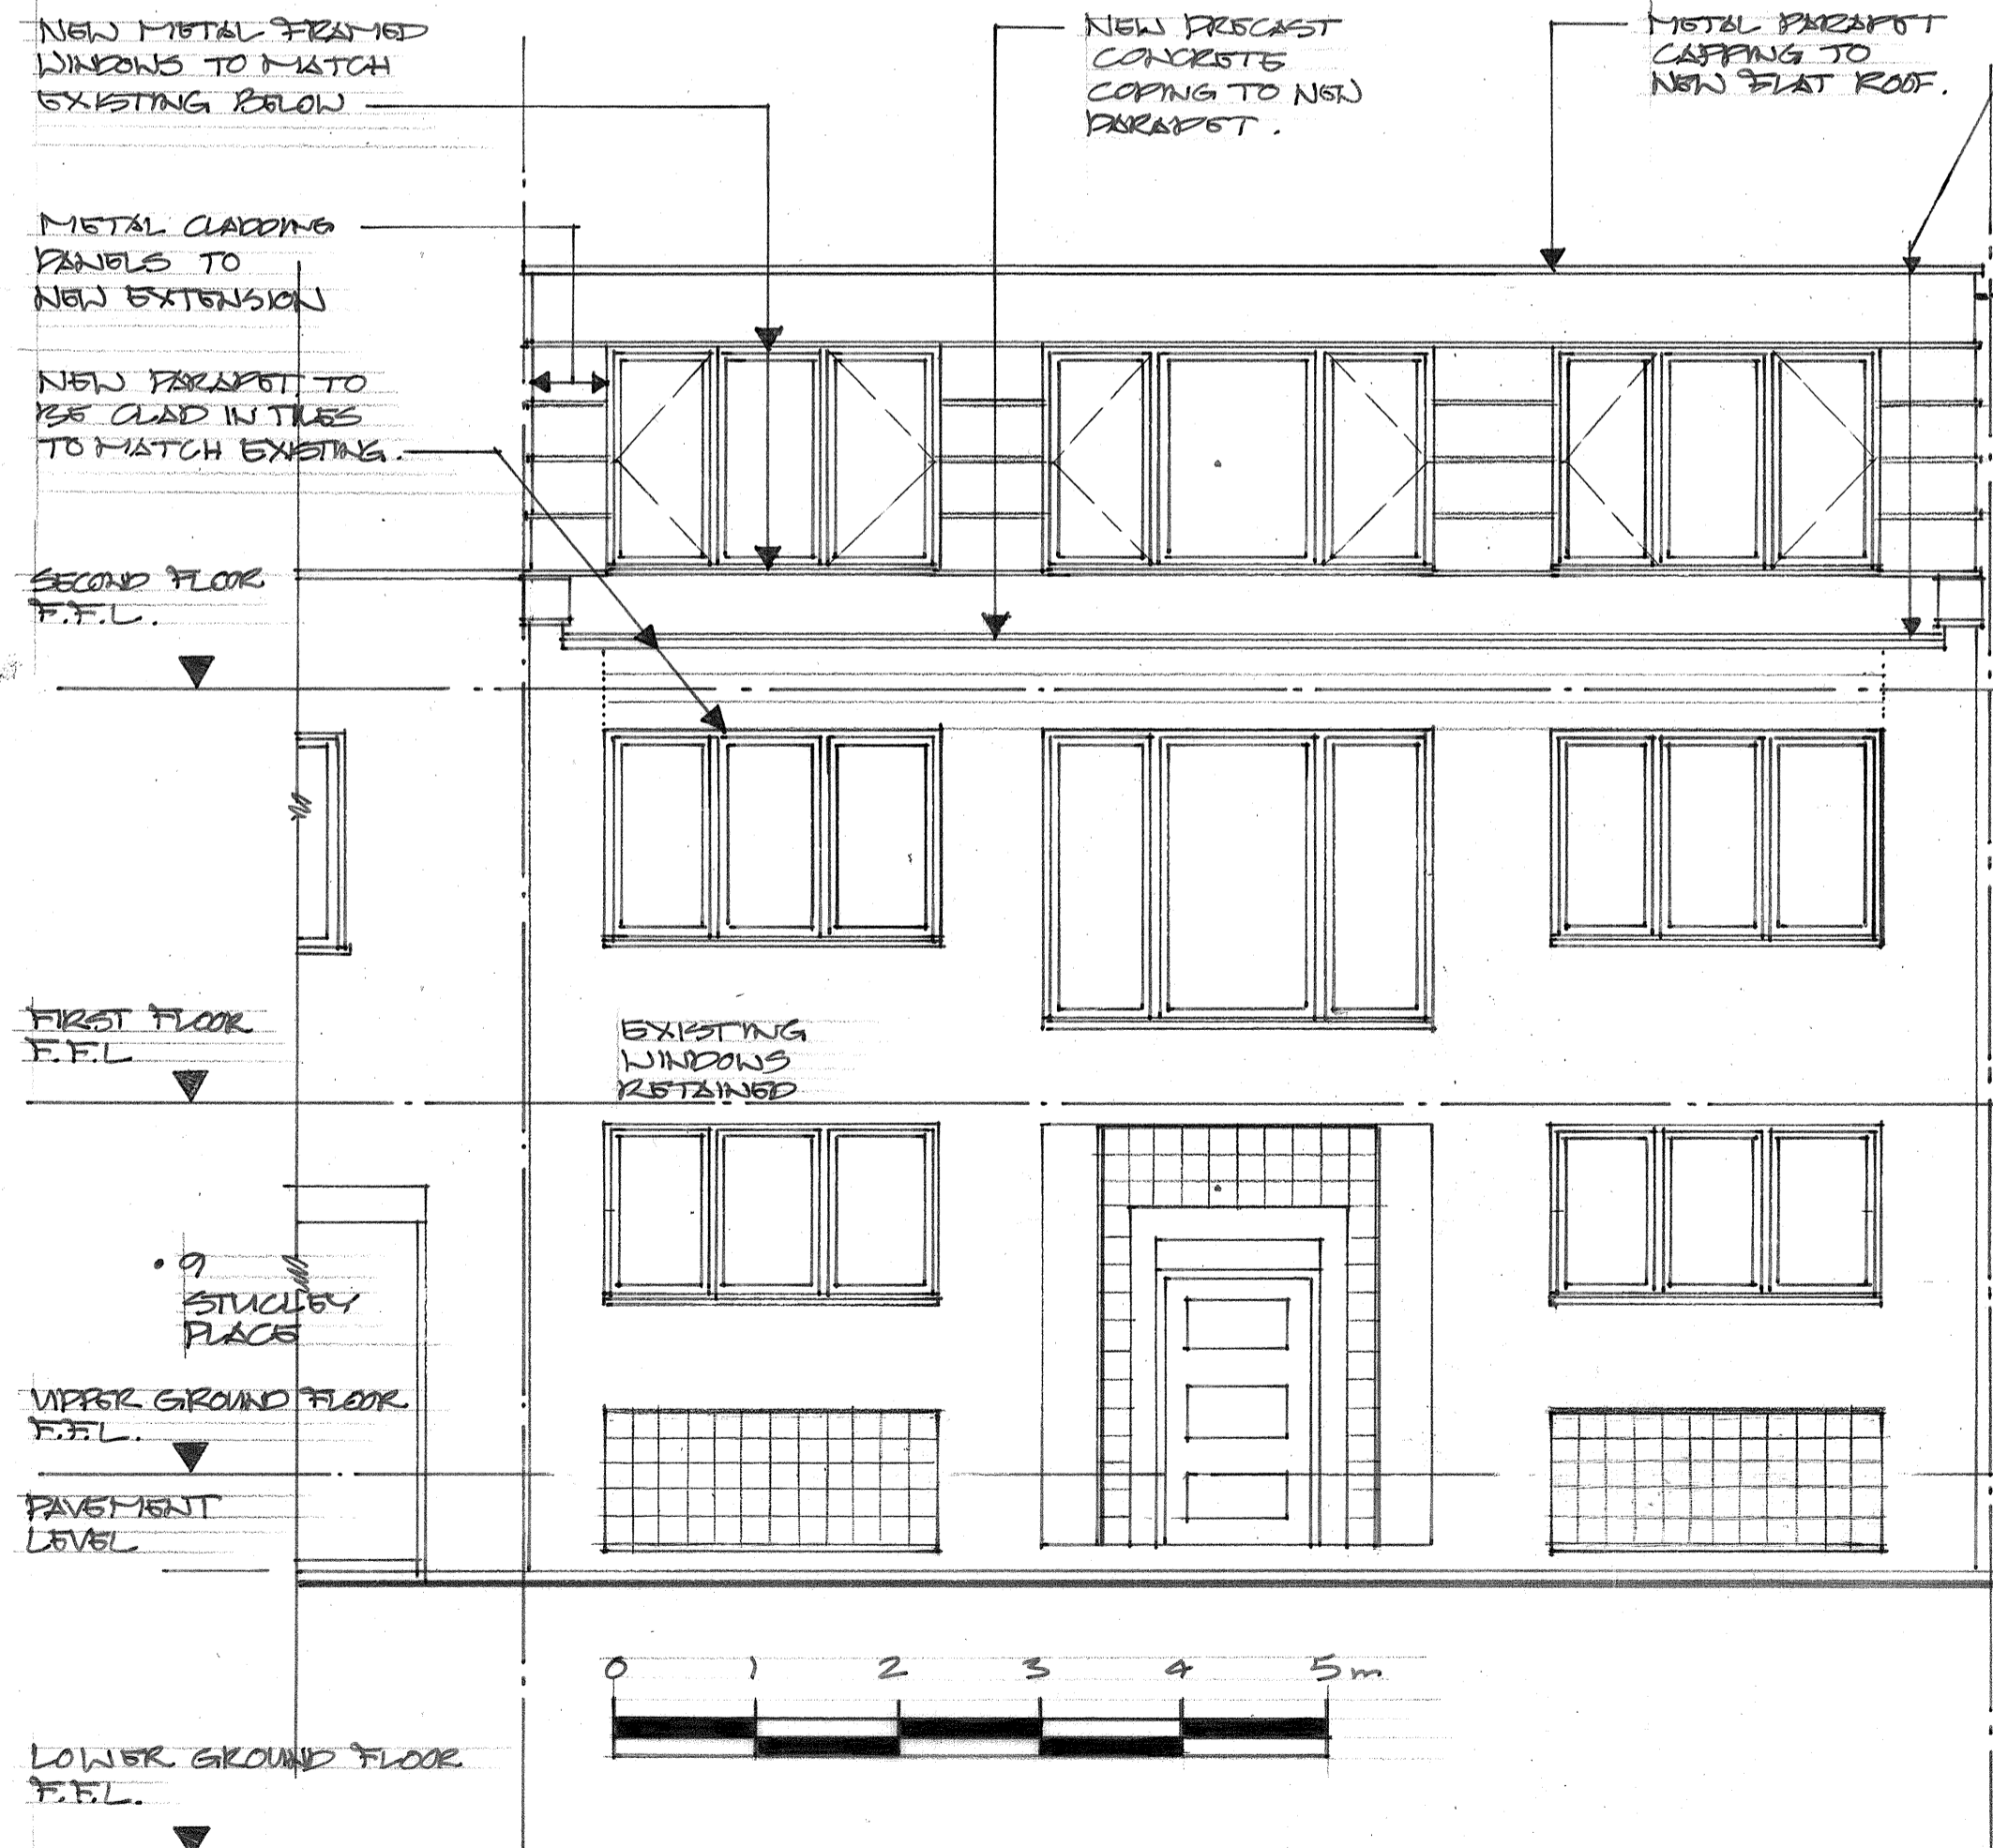 NEW METAL FRAMED
WINDOWS TO MATCH
EXISTING BELOW
NEW PRECAST
CONCRETE
COPING TO NEW
PARAPET.
METAL PARAPET
CAPPING TO
NEW FLAT ROOF.
METAL CLADDING
PANELS TO
NEW EXTENSION
NEW PARAPET TO
BE CLAD IN TILES
TO MATCH EXISTING.
SECOND FLOOR
F.F.L.
FIRST FLOOR
F.F.L
EXISTING
WINDOWS
RETAINED
9
STUCLEY
PLACE
UPPER GROUND FLOOR
F.F.L.
PAVEMENT
LEVEL
0 1 2 3 4 5m
LOWER GROUND FLOOR
F.F.L.